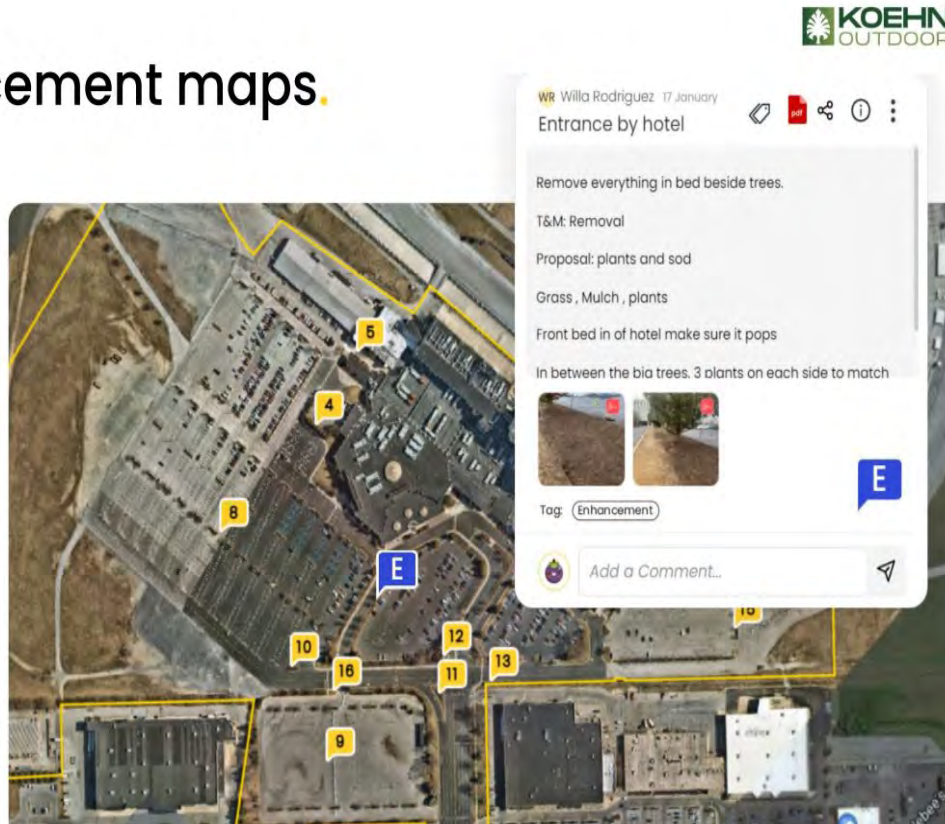 KOEHN
OUTDOOR
cement maps.
WR Willa Rodriguez 17 January
Entrance by hotel
pdf
Remove everything in bed beside trees.
T&M: Removal
Proposal: plants and sod
Grass , Mulch , plants
Front bed in of hotel make sure it pops
In between the big trees. 3 plants on each side to match
E
Tag: Enhancement
Add a Comment...
5
4
8
E
10
12
16
11
13
9